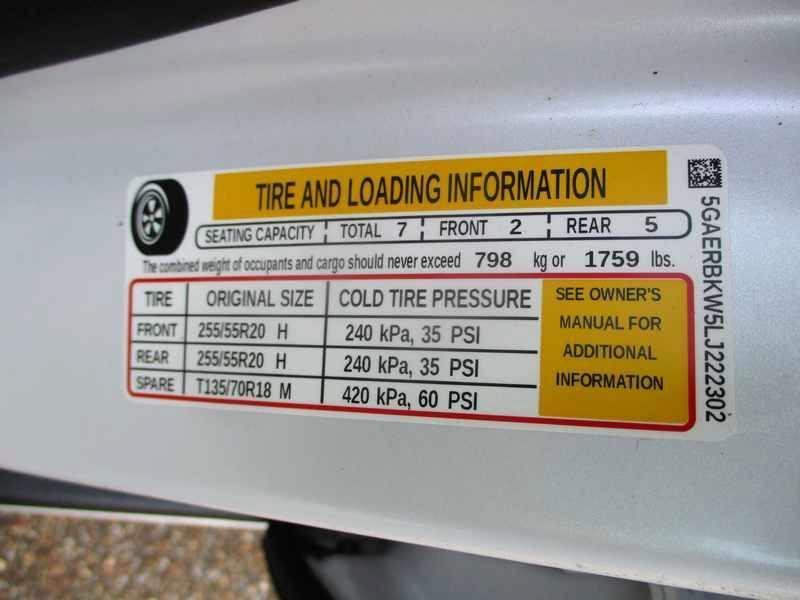 TIRE AND LOADING INFORMATION
SEATING CAPACITY TOTAL 7 FRONT 2 REAR 5
The combined weight of occupants and cargo should never exceed 798 kg or 1759 lbs.
TIRE ORIGINAL SIZE COLD TIRE PRESSURE
FRONT 255/55R20 H 240 kPa, 35 PSI
REAR 255/55R20 H 240 kPa, 35 PSI
SPARE T135/70R18 M 420 kPa, 60 PSI
SEE OWNER'S
MANUAL FOR
ADDITIONAL
INFORMATION
5GAERBKW5LJ222302